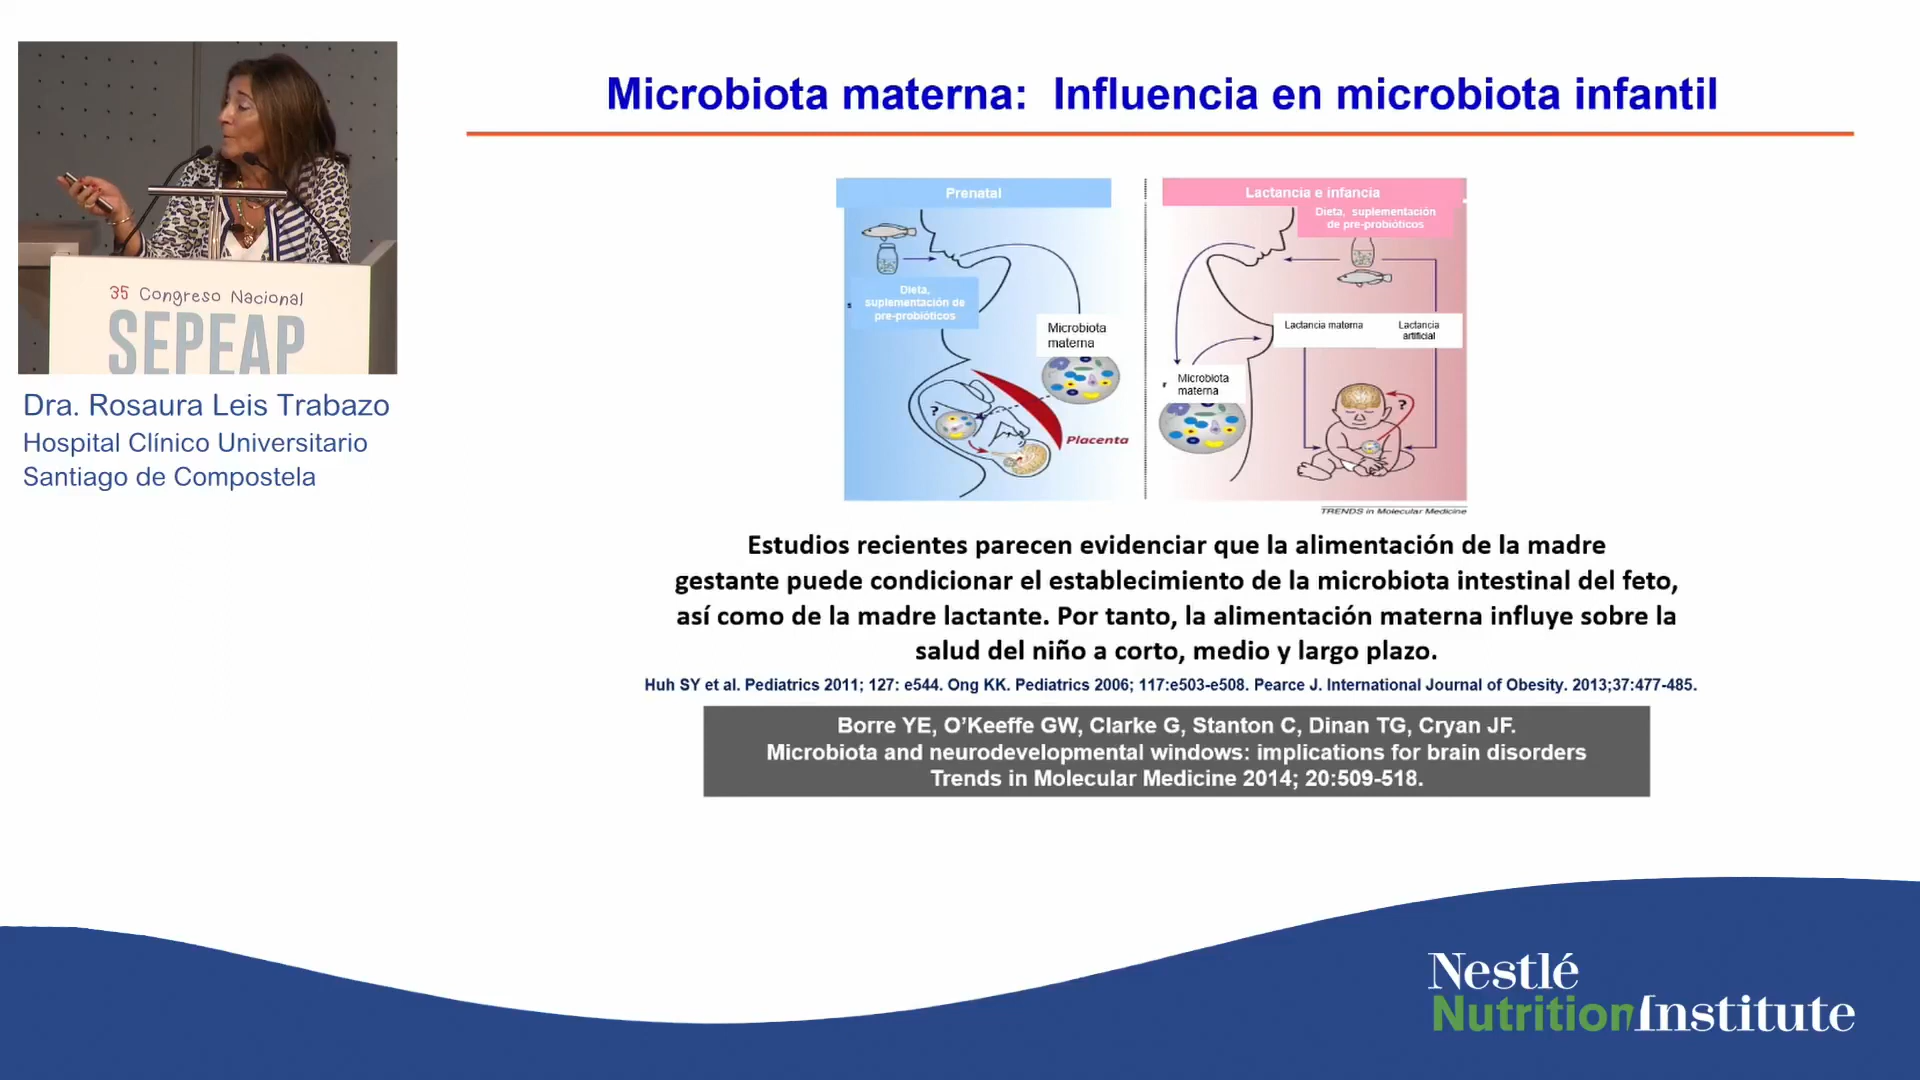 Microbiota materna: Influencia en microbiota infantil
35 Congreso Nacional
SEPEAP
Dra. Rosaura Leis Trabazo
Hospital Clínico Universitario
Santiago de Compostela
Prenatal
Dieta,
suplementación de
pre-probióticos
Microbiota
materna
?
Placenta
Lactancia e infancia
Dieta, suplementación
de pre-probióticos
Lactancia materna
Lactancia
artificial
Microbiota
materna
?
TRENDS in Molecular Medicine
Estudios recientes parecen evidenciar que la alimentación de la madre
gestante puede condicionar el establecimiento de la microbiota intestinal del feto,
así como de la madre lactante. Por tanto, la alimentación materna influye sobre la
salud del niño a corto, medio y largo plazo.
Huh SY et al. Pediatrics 2011; 127: e544. Ong KK. Pediatrics 2006; 117:e503-e508. Pearce J. International Journal of Obesity. 2013;37:477-485.
Borre YE, O’Keeffe GW, Clarke G, Stanton C, Dinan TG, Cryan JF.
Microbiota and neurodevelopmental windows: implications for brain disorders
Trends in Molecular Medicine 2014; 20:509-518.
Nestlé
NutritionInstitute